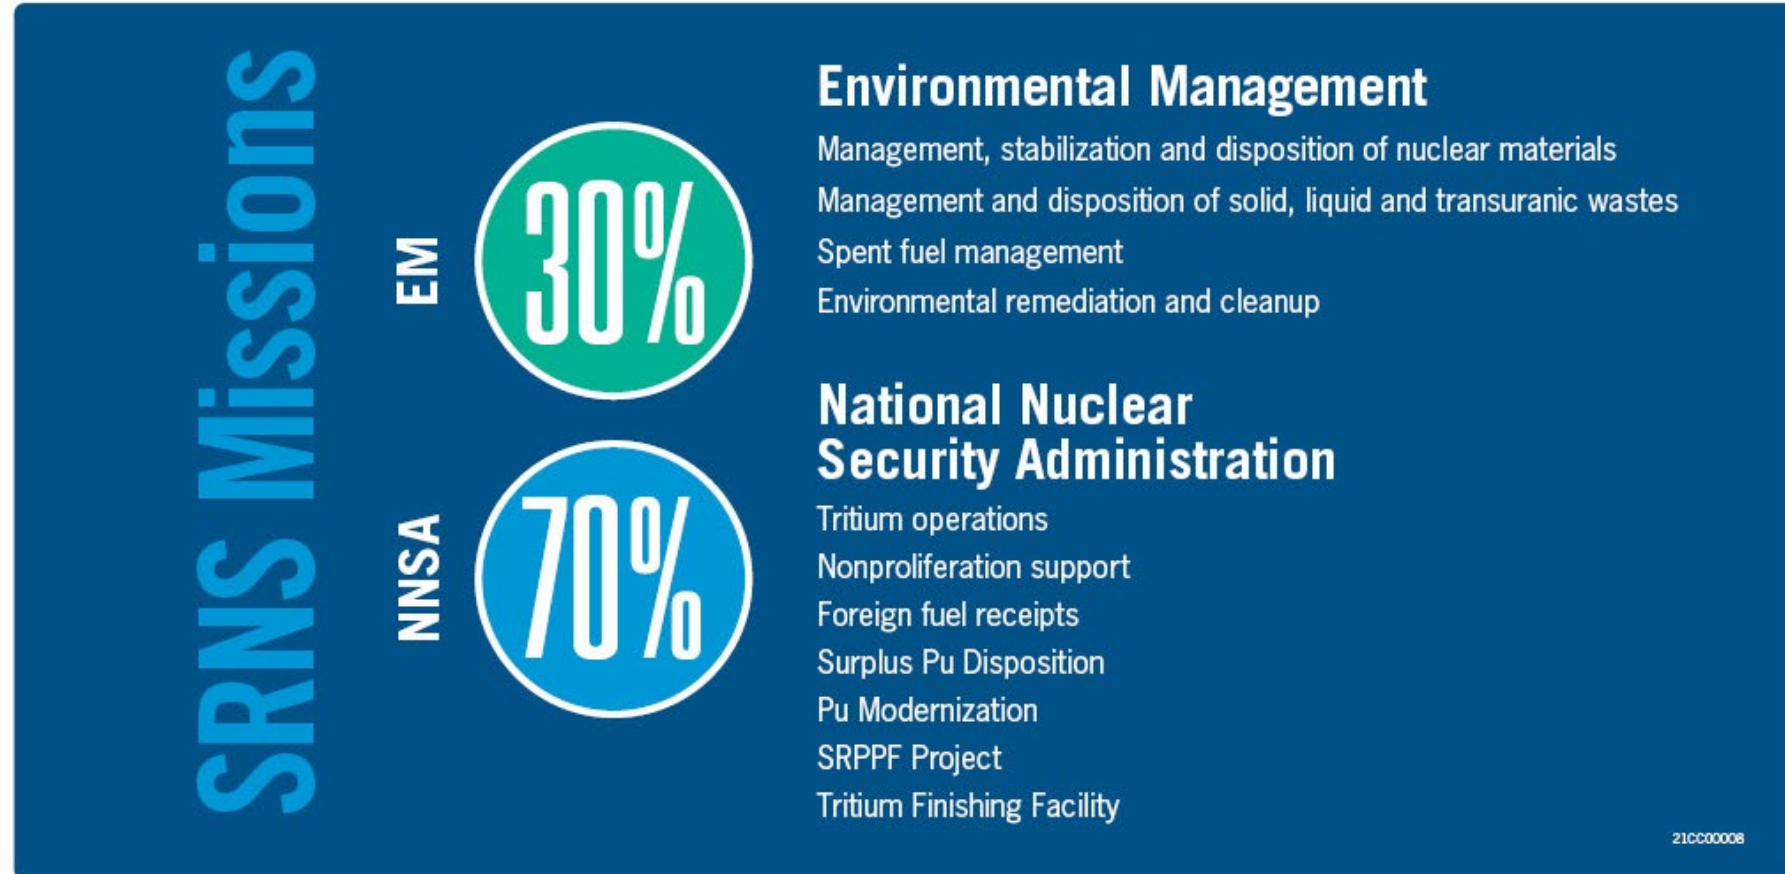 SRNS Missions
EM
30%
Environmental Management
Management, stabilization and disposition of nuclear materials
Management and disposition of solid, liquid and transuranic wastes
Spent fuel management
Environmental remediation and cleanup
NNSA
70%
National Nuclear
Security Administration
Tritium operations
Nonproliferation support
Foreign fuel receipts
Surplus Pu Disposition
Pu Modernization
SRPPF Project
Tritium Finishing Facility
21CC00008